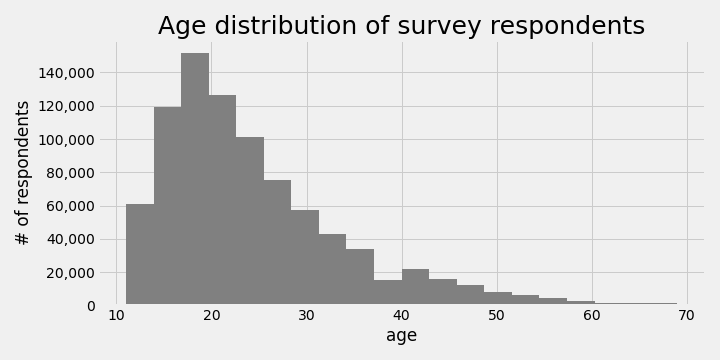 Age distribution of survey respondents
# of respondents
140,000
120,000
100,000
80,000
60,000
40,000
20,000
0
10 20 30 40 50 60 70
age